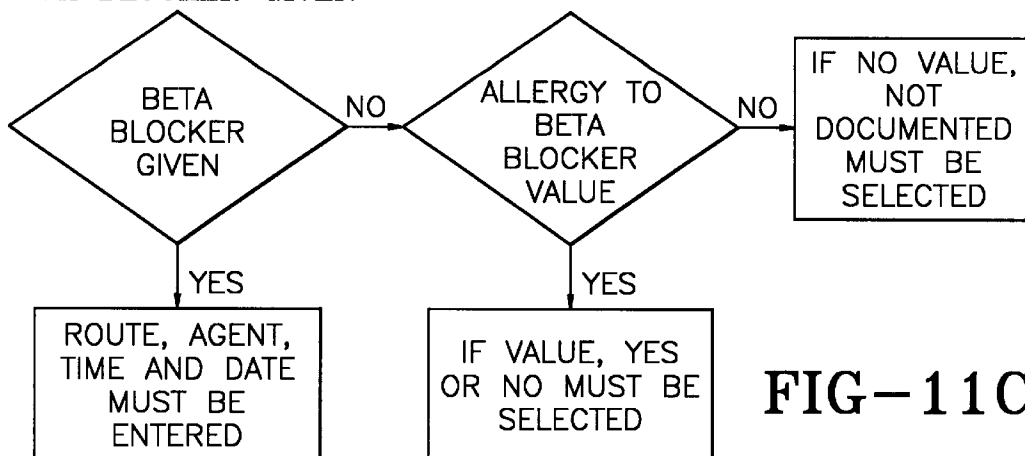 BETA
BLOCKER
GIVEN
NO
ALLERGY TO
BETA
BLOCKER
VALUE
NO
IF NO VALUE,
NOT
DOCUMENTED
MUST BE
SELECTED
YES
ROUTE, AGENT,
TIME AND DATE
MUST BE
ENTERED
YES
IF VALUE, YES
OR NO MUST BE
SELECTED
FIG-11C